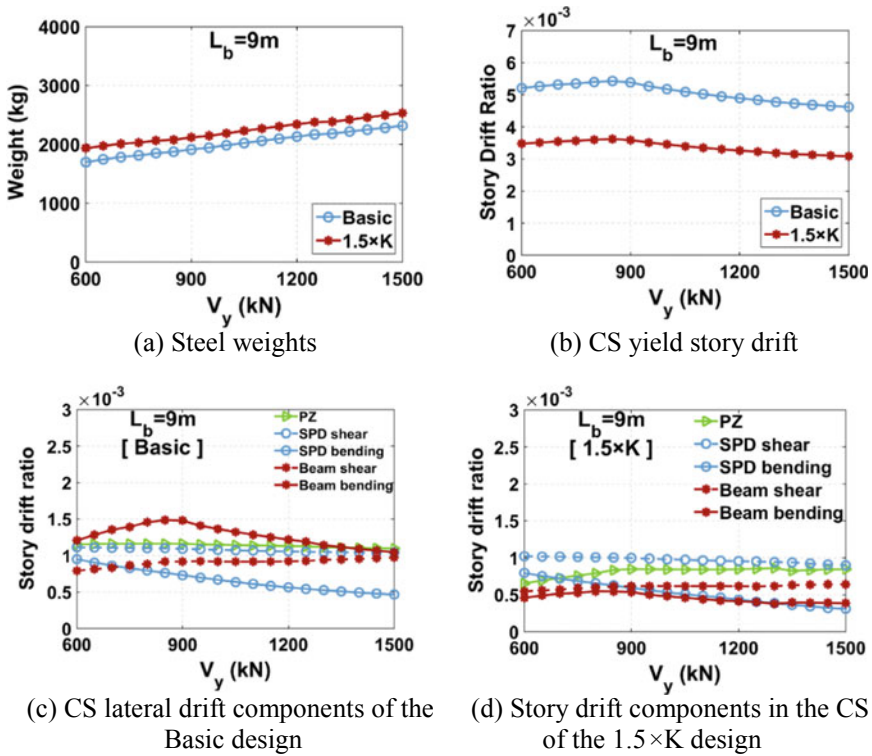 L_b=9m
4000
3000
2000
1000
0
Weight (kg)
Basic
1.5×K
600 900 1200 1500
V_y (kN)
(a) Steel weights
×10^-3
L_b=9m
7
6
5
4
3
2
1
0
Story Drift Ratio
Basic
1.5×K
600 900 1200 1500
V_y (kN)
(b) CS yield story drift
×10^-3
L_b=9m
[ Basic ]
PZ
SPD shear
SPD bending
Beam shear
Beam bending
3
2.5
2
1.5
1
0.5
0
Story drift ratio
600 900 1200 1500
V_y (kN)
(c) CS lateral drift components of the
Basic design
×10^-3
L_b=9m
[ 1.5×K ]
PZ
SPD shear
SPD bending
Beam shear
Beam bending
3
2.5
2
1.5
1
0.5
0
Story drift ratio
600 900 1200 1500
V_y (kN)
(d) Story drift components in the CS
of the 1.5×K design